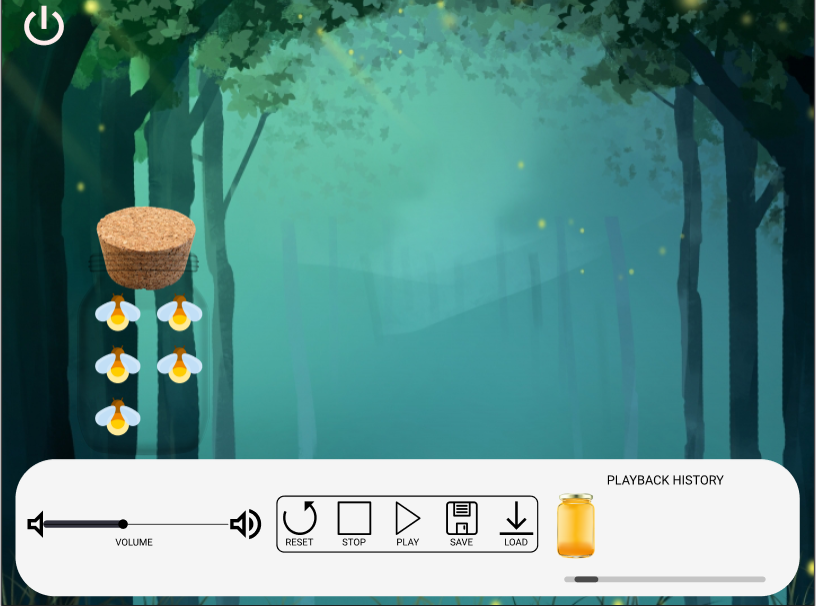 PLAYBACK HISTORY
VOLUME
RESET
STOP
PLAY
SAVE
LOAD